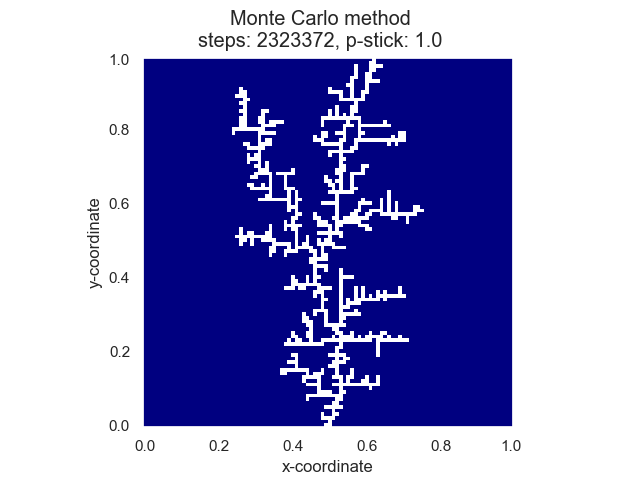 Monte Carlo method
steps: 2323372, p-stick: 1.0
1.0
0.8
0.6
0.4
0.2
0.0
y-coordinate
0.0 0.2 0.4 0.6 0.8 1.0
x-coordinate